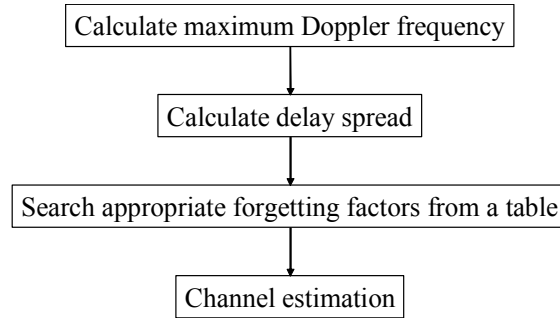 Calculate maximum Doppler frequency
Calculate delay spread
Search appropriate forgetting factors from a table
Channel estimation